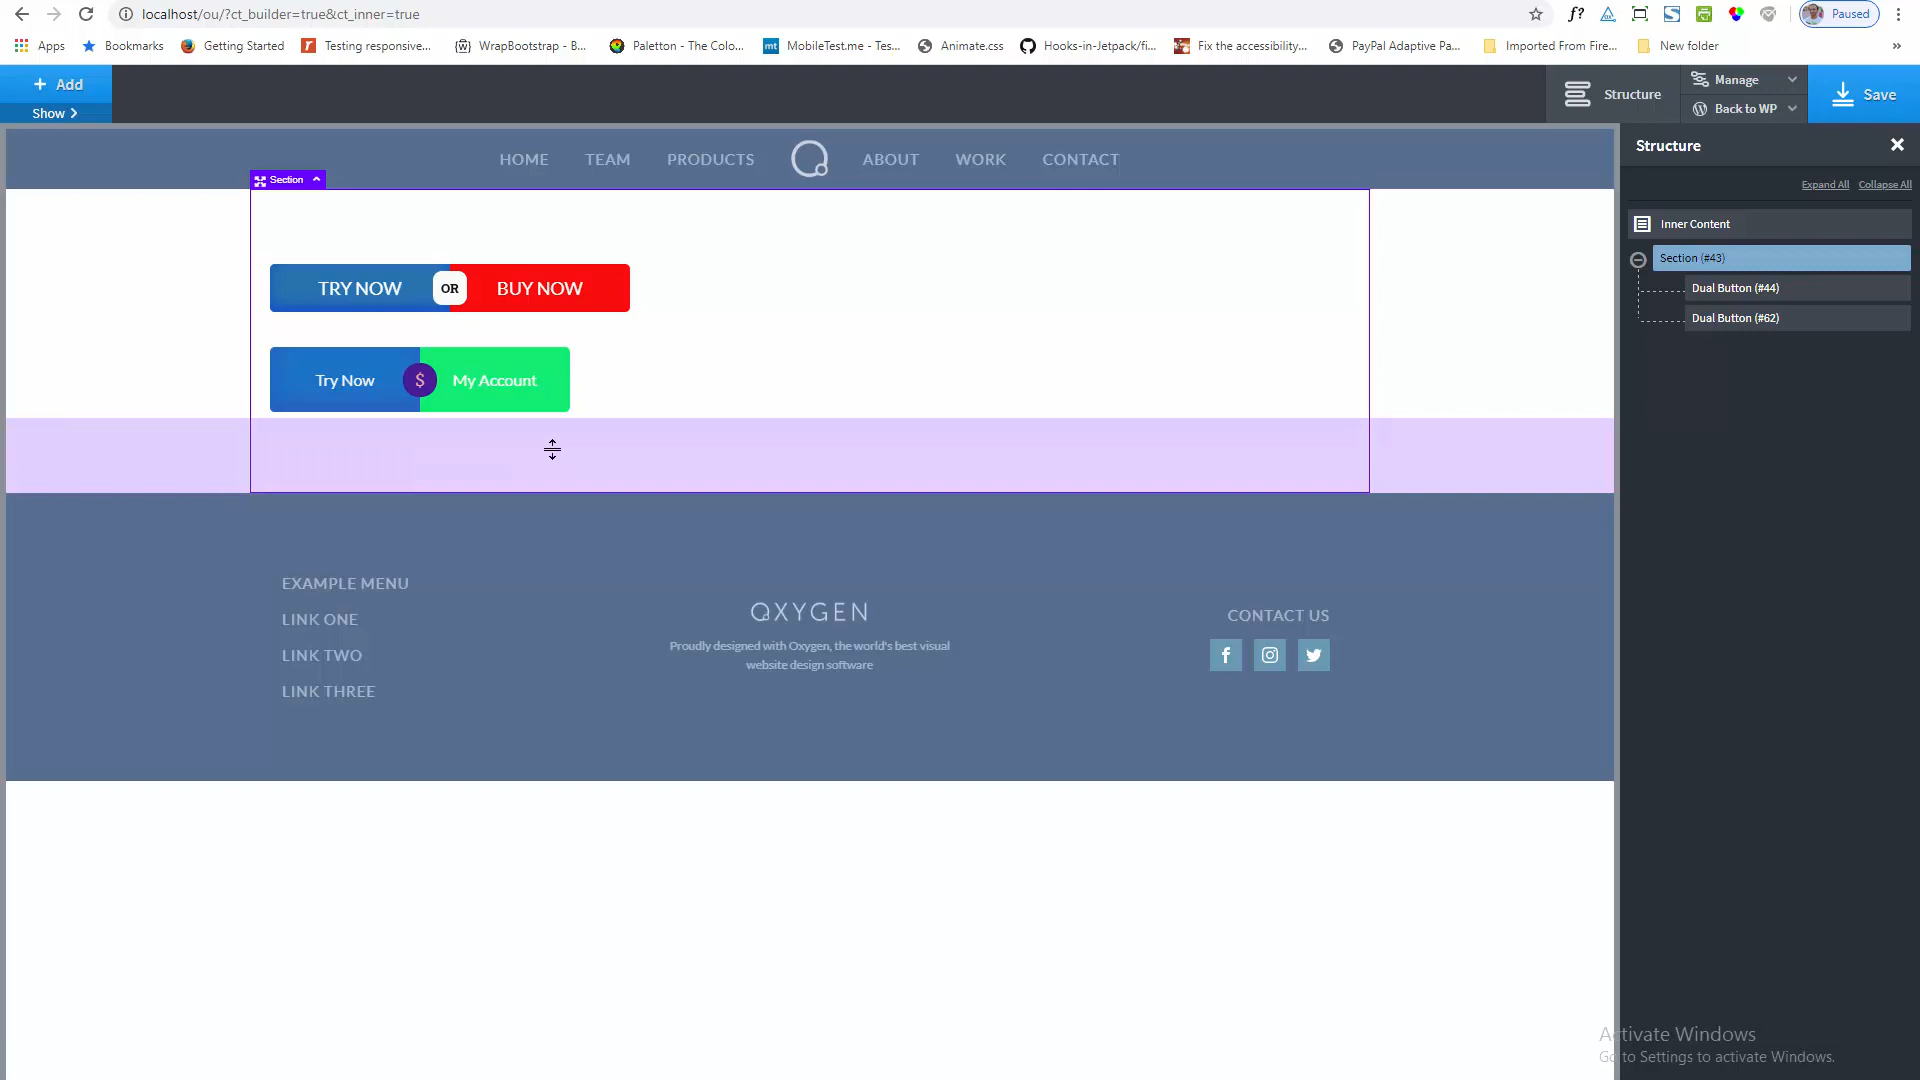 localhost/ou/?ct_builder=true&ct_inner=true
f?
Paused
Apps
Bookmarks
Getting Started
Testing responsive...
WrapBootstrap - B...
Paletton - The Colo...
mt
MobileTest.me - Tes...
Animate.css
Hooks-in-Jetpack/fi...
Fix the accessibility...
PayPal Adaptive Pa...
Imported From Fire...
New folder
»
+ Add
Show
Structure
Manage
Back to WP
Save
HOME
TEAM
PRODUCTS
ABOUT
WORK
CONTACT
Section
TRY NOW
OR
BUY NOW
Try Now
$
My Account
EXAMPLE MENU
LINK ONE
LINK TWO
LINK THREE
OXYGEN
Proudly designed with Oxygen, the world's best visual
website design software
CONTACT US
Structure
Expand All
Collapse All
Inner Content
Section (#43)
Dual Button (#44)
Dual Button (#62)
Activate Windows
Go to Settings to activate Windows.